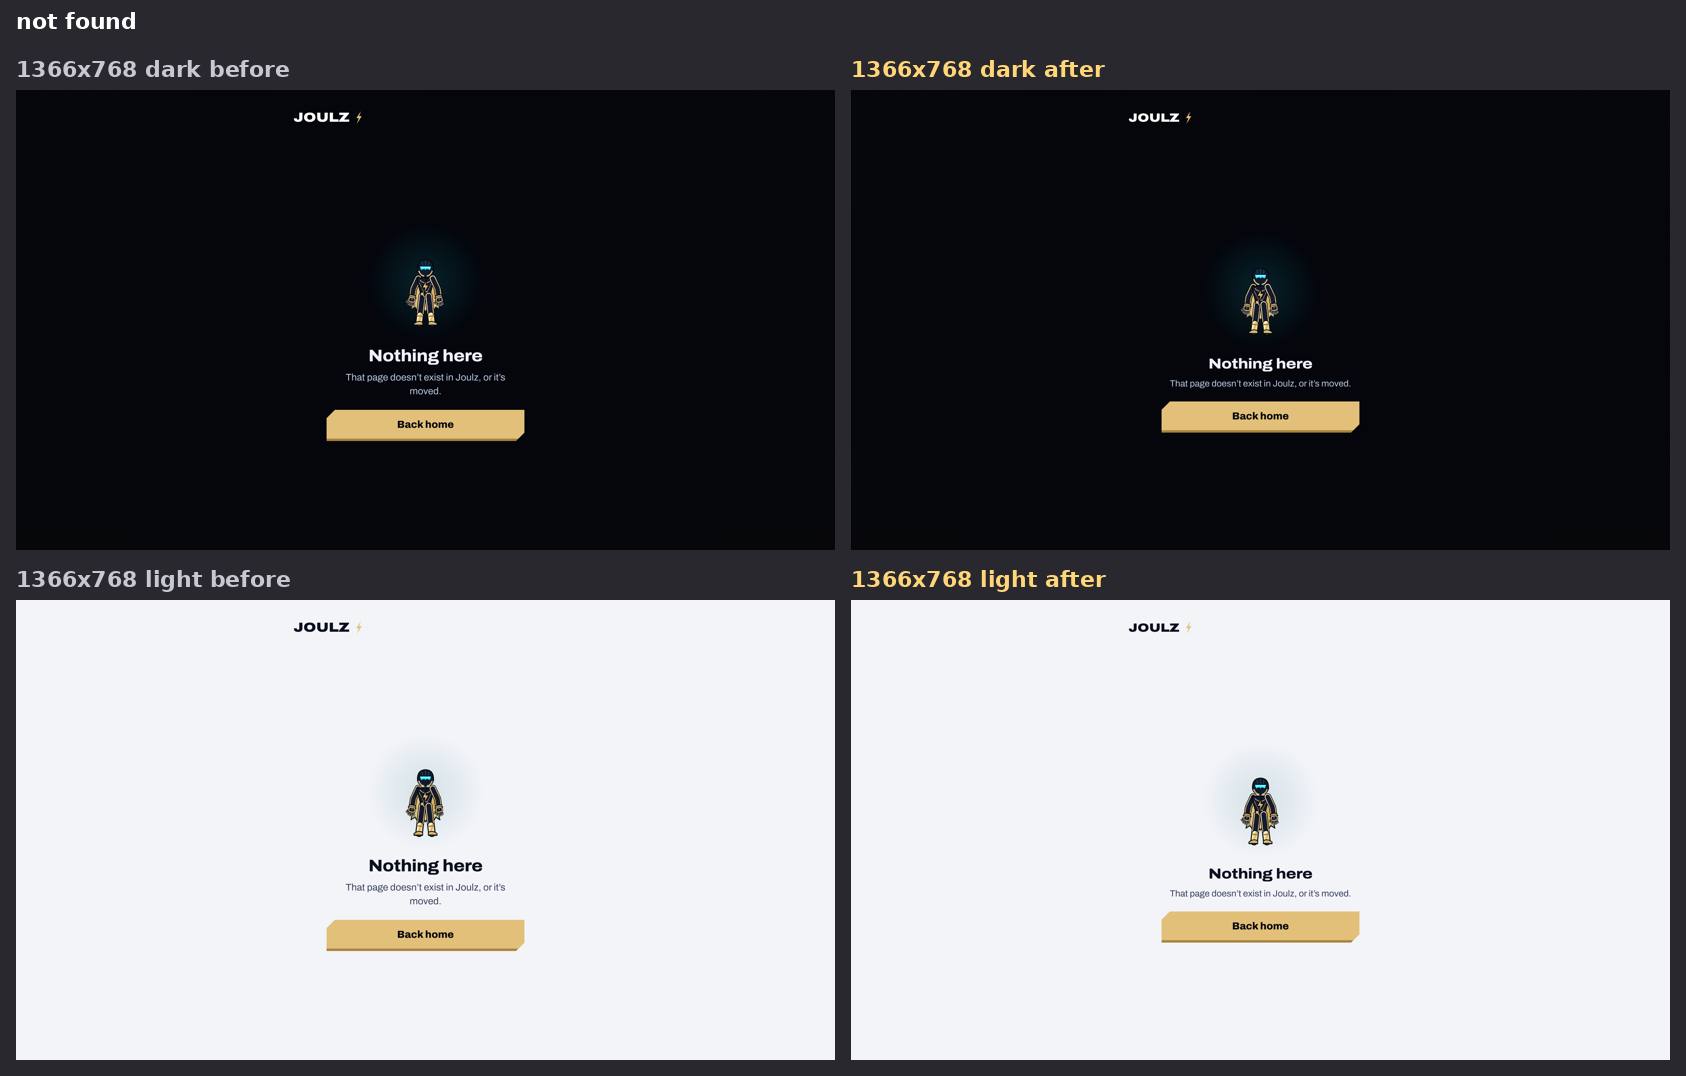 not found
1366x768 dark before
1366x768 dark after
JOULZ
Nothing here
That page doesn’t exist in Joulz, or it’s
moved.
Back home
JOULZ
Nothing here
That page doesn’t exist in Joulz, or it’s moved.
Back home
1366x768 light before
1366x768 light after
JOULZ
Nothing here
That page doesn’t exist in Joulz, or it’s
moved.
Back home
JOULZ
Nothing here
That page doesn’t exist in Joulz, or it’s moved.
Back home